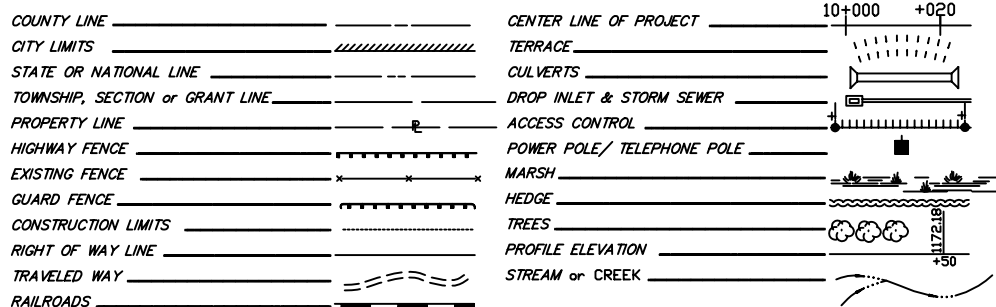 COUNTY LINE
CITY LIMITS
STATE OR NATIONAL LINE
TOWNSHIP, SECTION or GRANT LINE
PROPERTY LINE PL
HIGHWAY FENCE
EXISTING FENCE
GUARD FENCE
CONSTRUCTION LIMITS
RIGHT OF WAY LINE
TRAVELED WAY
RAILROADS
10+000 +020
CENTER LINE OF PROJECT
TERRACE
CULVERTS
DROP INLET & STORM SEWER
ACCESS CONTROL
POWER POLE/ TELEPHONE POLE
MARSH
HEDGE
TREES
1172.18
PROFILE ELEVATION
+50
STREAM or CREEK